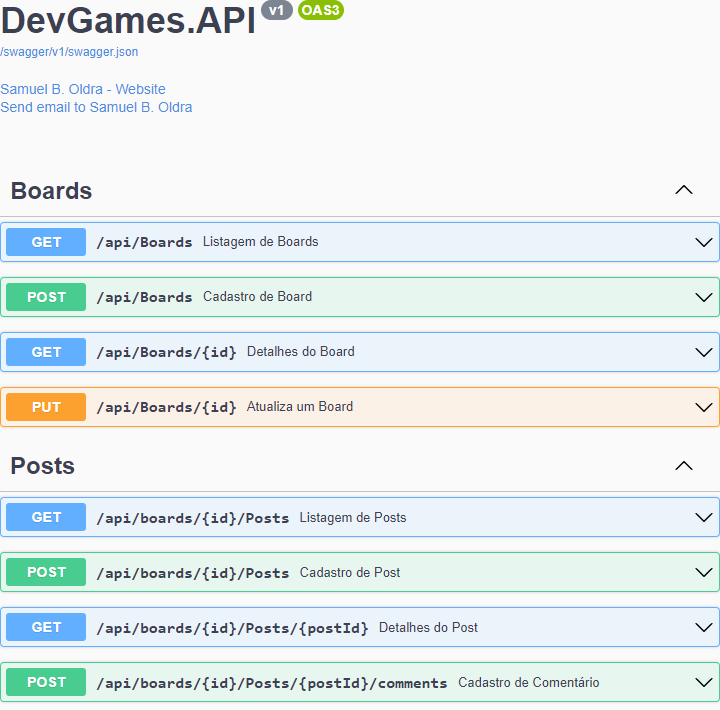 DevGames.API v1 OAS3
/swagger/v1/swagger.json
Samuel B. Oldra - Website
Send email to Samuel B. Oldra
Boards
GET /api/Boards Listagem de Boards
POST /api/Boards Cadastro de Board
GET /api/Boards/{id} Detalhes do Board
PUT /api/Boards/{id} Atualiza um Board
Posts
GET /api/boards/{id}/Posts Listagem de Posts
POST /api/boards/{id}/Posts Cadastro de Post
GET /api/boards/{id}/Posts/{postId} Detalhes do Post
POST /api/boards/{id}/Posts/{postId}/comments Cadastro de Comentário